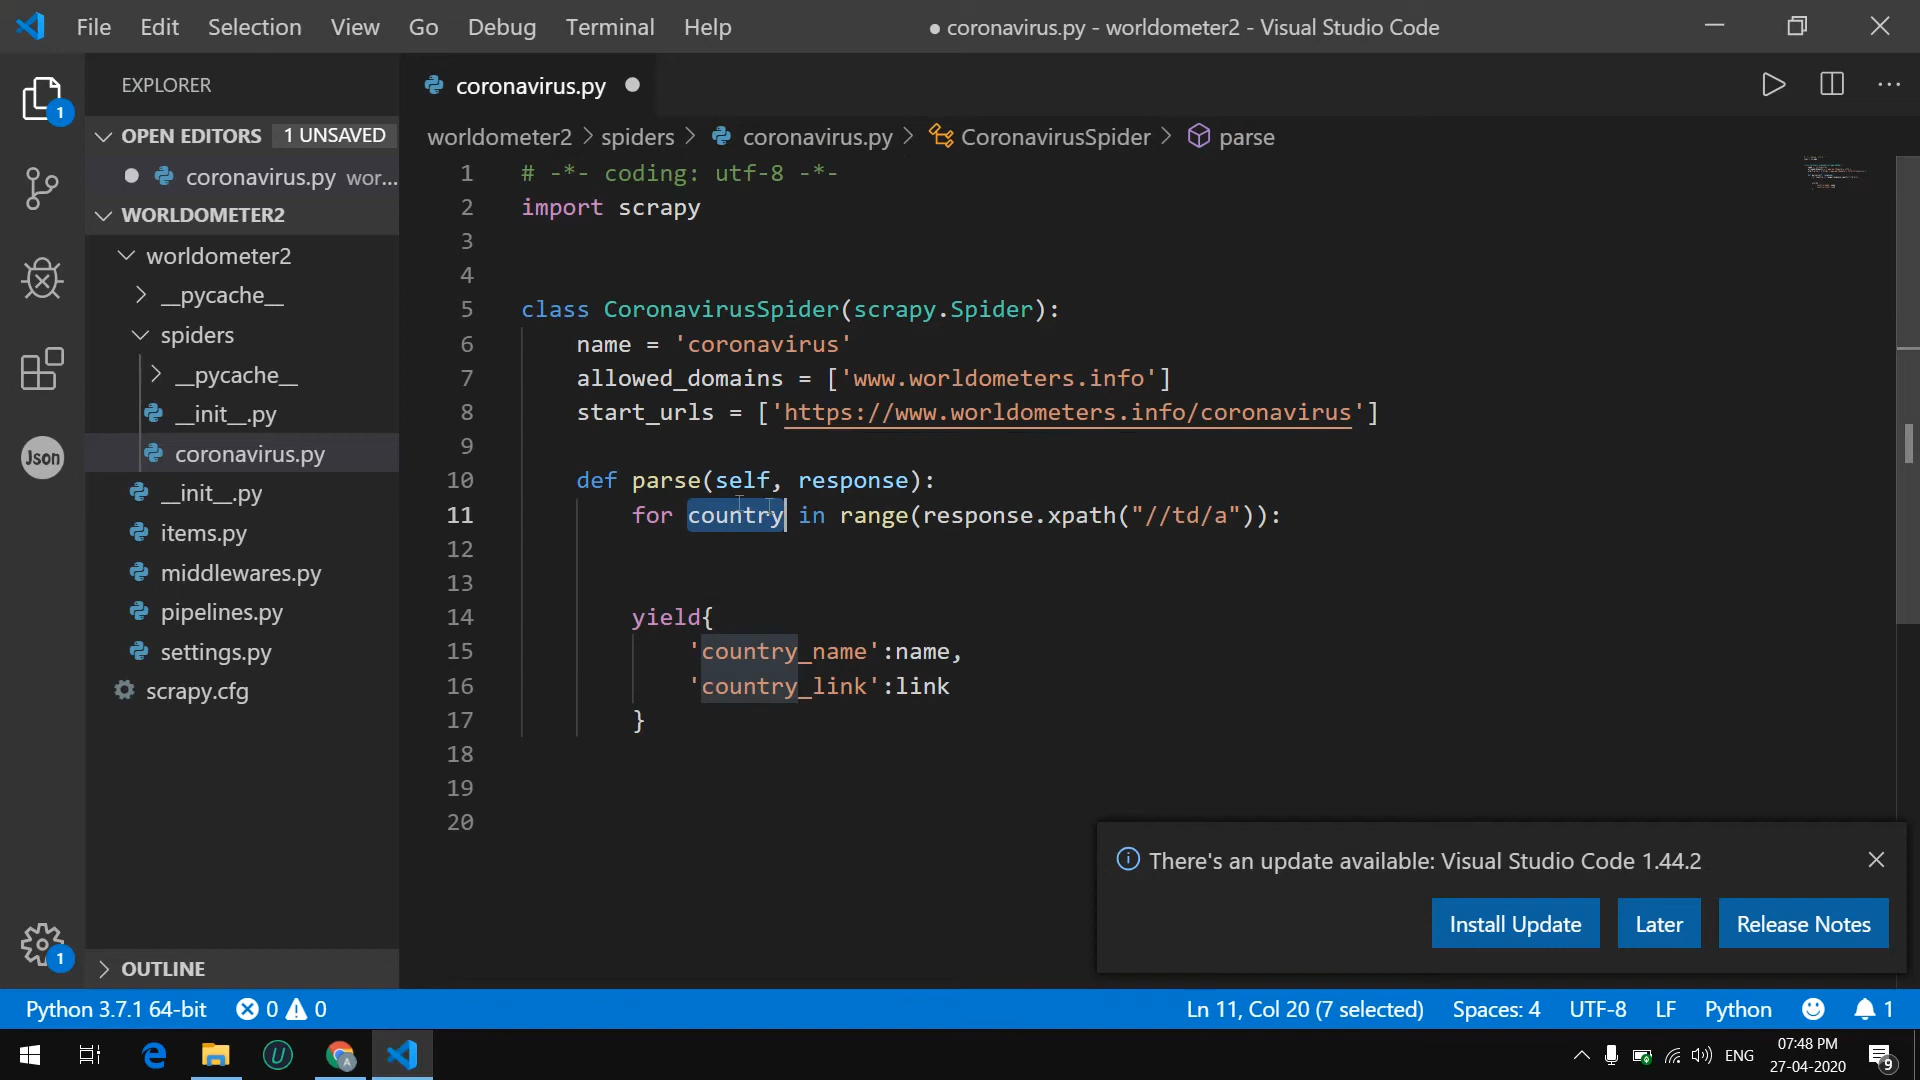 File Edit Selection View Go Debug Terminal Help
● coronavirus.py - worldometer2 - Visual Studio Code
EXPLORER
OPEN EDITORS 1 UNSAVED
coronavirus.py wor...
WORLDOMETER2
worldometer2
__pycache__
spiders
__pycache__
__init__.py
coronavirus.py
__init__.py
items.py
middlewares.py
pipelines.py
settings.py
scrapy.cfg
OUTLINE
1
Json
1
coronavirus.py
worldometer2 > spiders > coronavirus.py > CoronavirusSpider > parse
1 # -*- coding: utf-8 -*-
2 import scrapy
3
4
5 class CoronavirusSpider(scrapy.Spider):
6 name = 'coronavirus'
7 allowed_domains = ['www.worldometers.info']
8 start_urls = ['https://www.worldometers.info/coronavirus']
9
10 def parse(self, response):
11 for country in range(response.xpath("//td/a")):
12
13
14 yield{
15 'country_name':name,
16 'country_link':link
17 }
18
19
20
There's an update available: Visual Studio Code 1.44.2
Install Update Later Release Notes
Python 3.7.1 64-bit 0 0 Ln 11, Col 20 (7 selected) Spaces: 4 UTF-8 LF Python 1
ENG 07:48 PM
27-04-2020
9